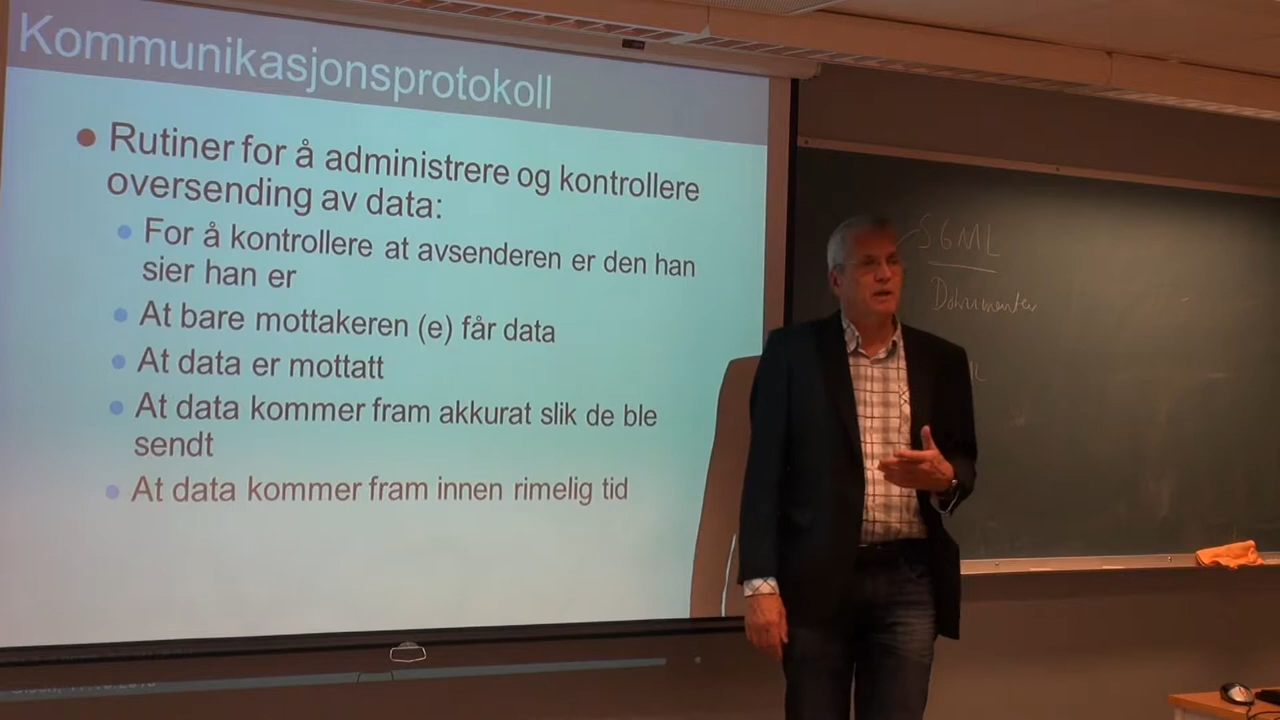 Kommunikasjonsprotokoll
Rutiner for å administrere og kontrollere
oversending av data:
For å kontrollere at avsenderen er den han
sier han er
At bare mottakeren (e) får data
At data er mottatt
At data kommer fram akkurat slik de ble
sendt
At data kommer fram innen rimelig tid
SGML
Dokumenter